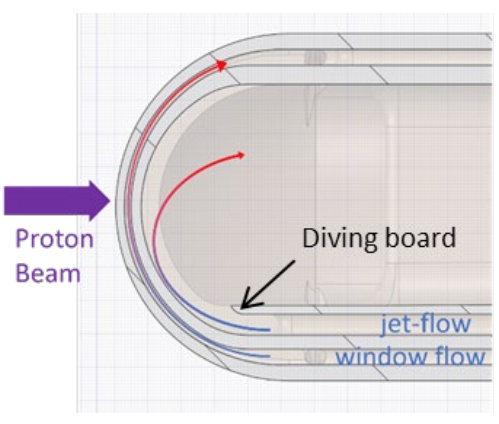 Proton
Beam
Diving board
jet-flow
window flow